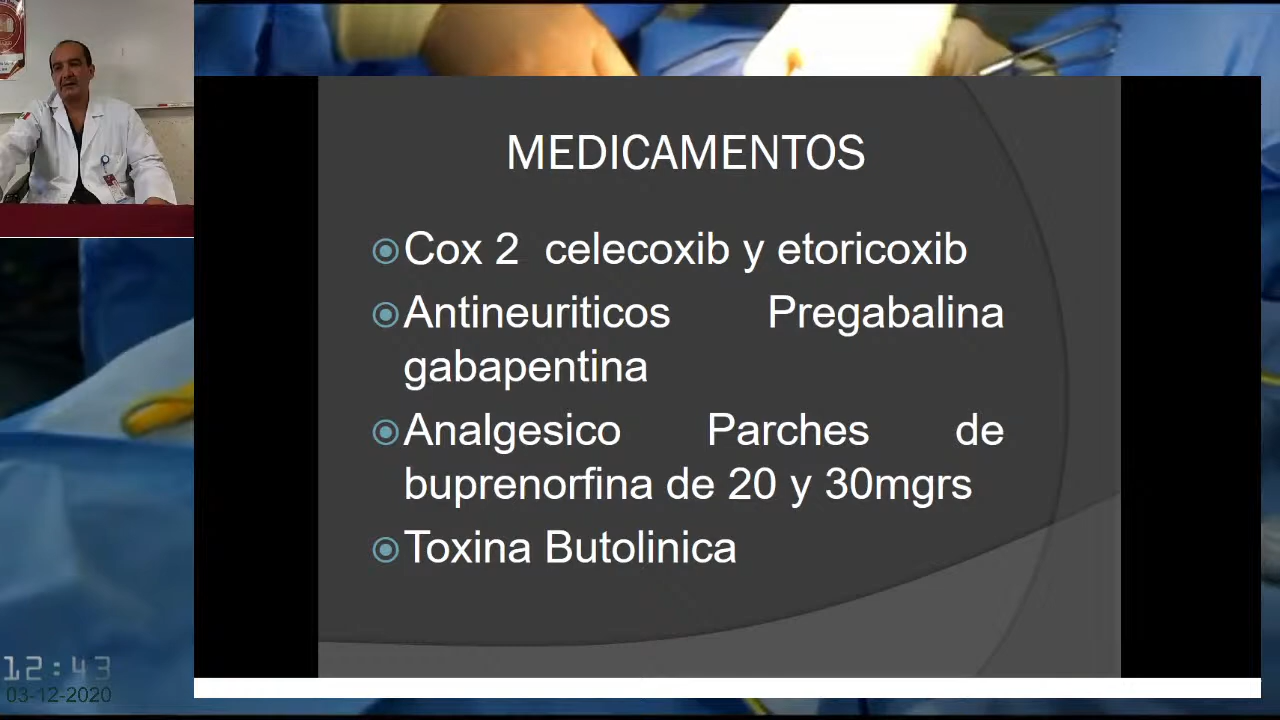 MEDICAMENTOS
Cox 2 celecoxib y etoricoxib
Antineuriticos Pregabalina
gabapentina
Analgesico Parches de
buprenorfina de 20 y 30mgrs
Toxina Butolinica
12:43
03-12-2020